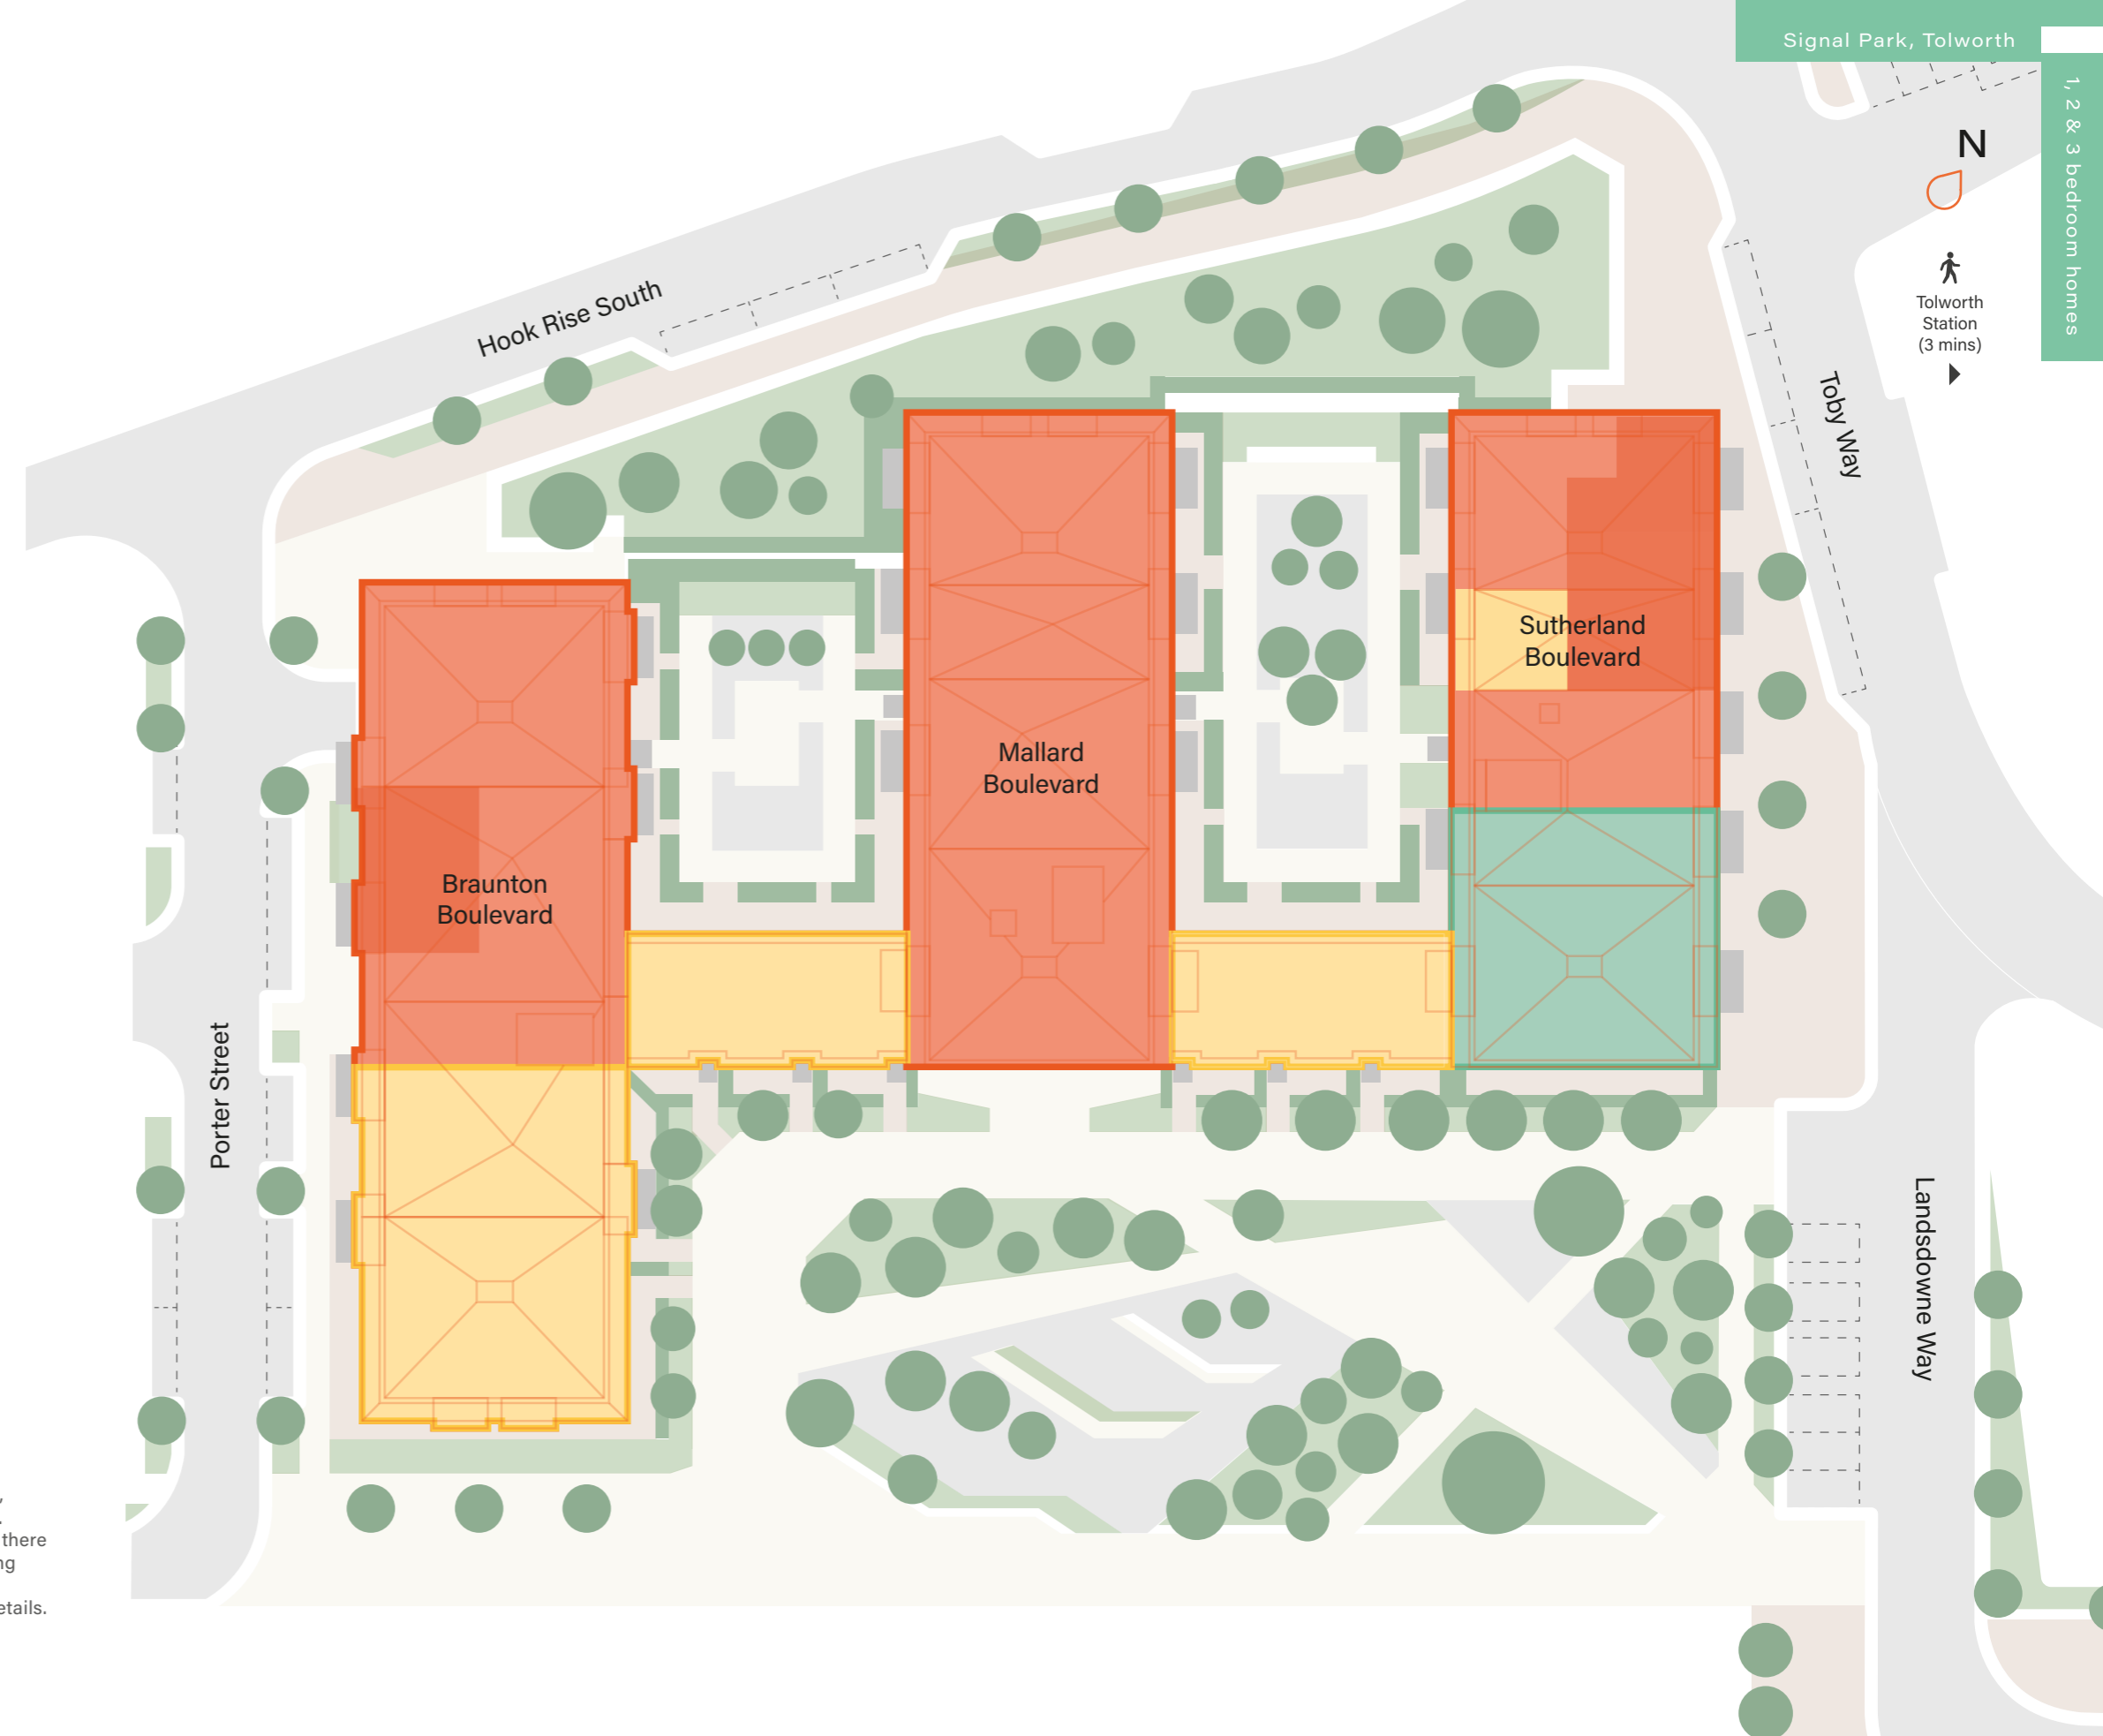 Signal Park, Tolworth
1, 2 & 3 bedroom homes
N
Tolworth
Station
(3 mins)
Hook Rise South
Toby Way
Sutherland
Boulevard
Mallard
Boulevard
Braunton
Boulevard
Porter Street
Landsdowne Way
,
.
there
ng
etails.